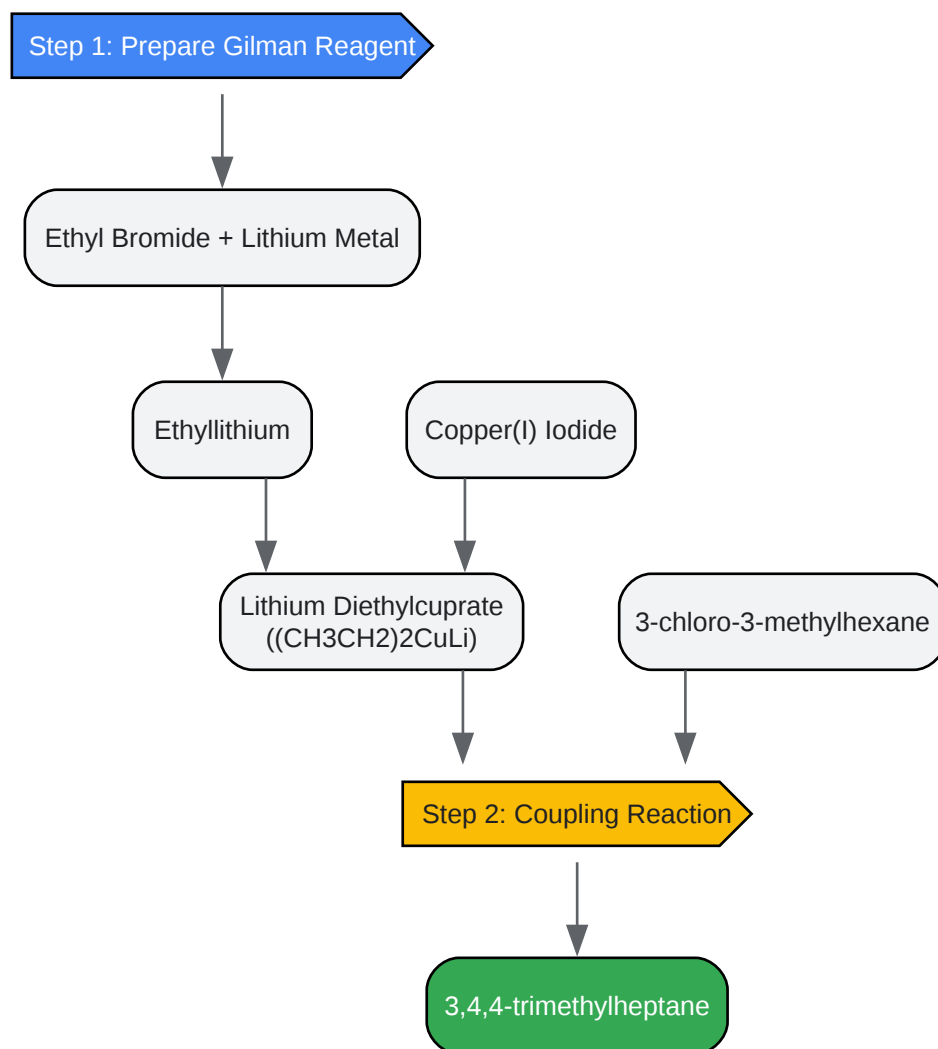 Step 1: Prepare Gilman Reagent
Ethyl Bromide + Lithium Metal
Ethyllithium
Copper(I) Iodide
Lithium Diethylcuprate
((CH3CH2)2CuLi)
3-chloro-3-methylhexane
Step 2: Coupling Reaction
3,4,4-trimethylheptane